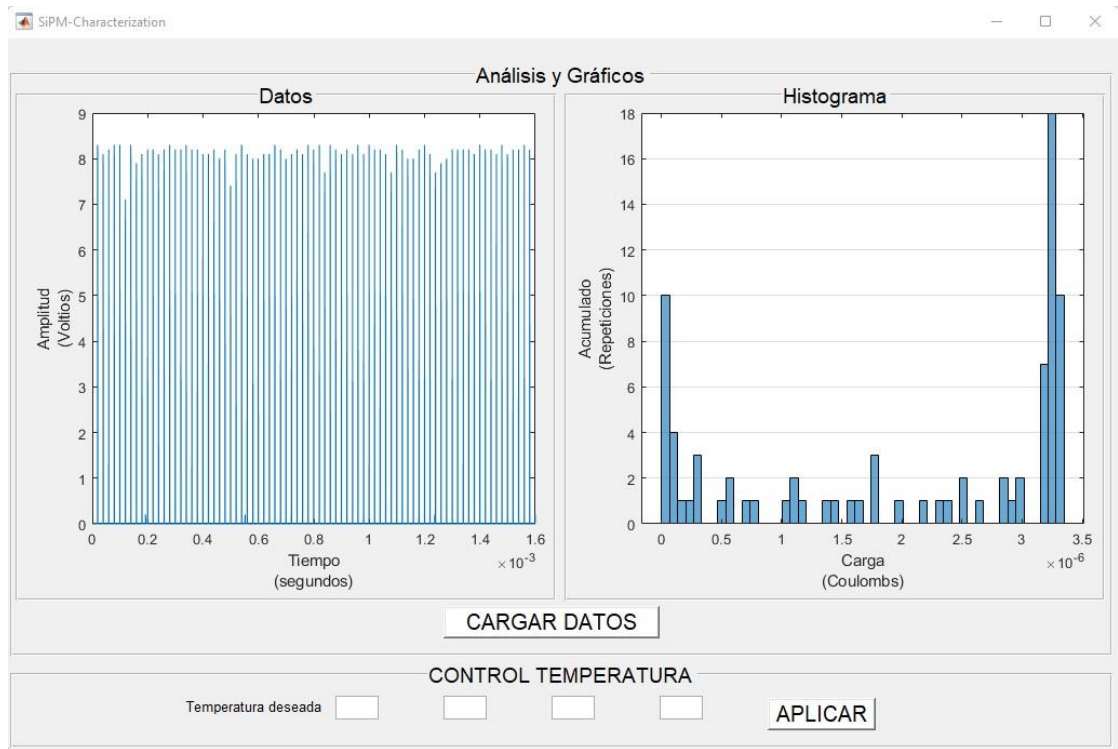 SiPM-Characterization
Análisis y Gráficos
Datos
9
8
7
6
5
4
3
2
1
0
Amplitud
(Voltios)
0 0.2 0.4 0.6 0.8 1 1.2 1.4 1.6
Tiempo
(segundos)
×10⁻³
Histograma
18
16
14
12
10
8
6
4
2
0
Acumulado
(Repeticiones)
0 0.5 1 1.5 2 2.5 3 3.5
Carga
(Coulombs)
×10⁻⁶
CARGAR DATOS
CONTROL TEMPERATURA
Temperatura deseada
APLICAR